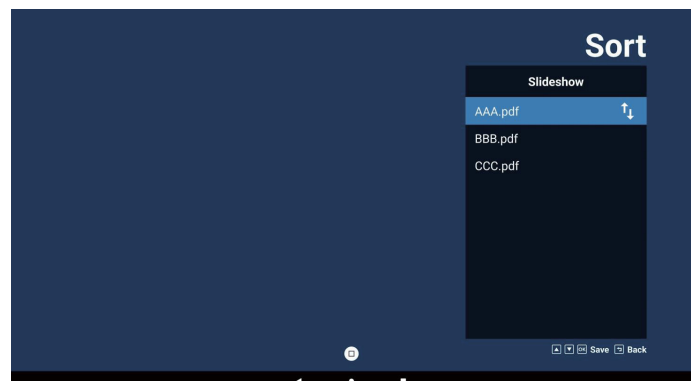 Sort
Slideshow
AAA.pdf
BBB.pdf
CCC.pdf
OK Save Back